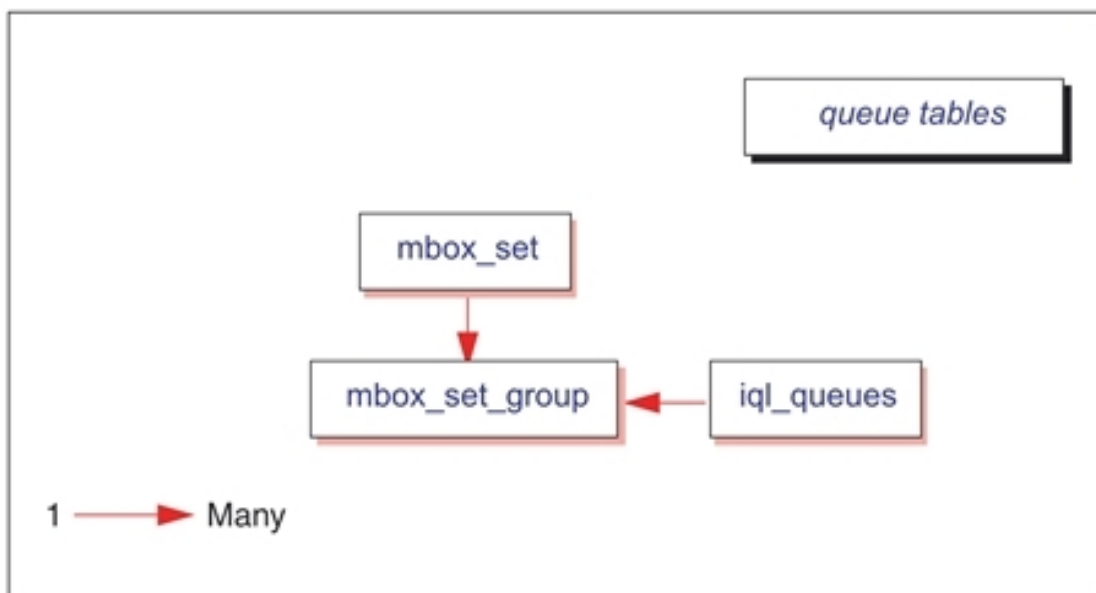 queue tables
mbox_set
mbox_set_group
iql_queues
1
Many